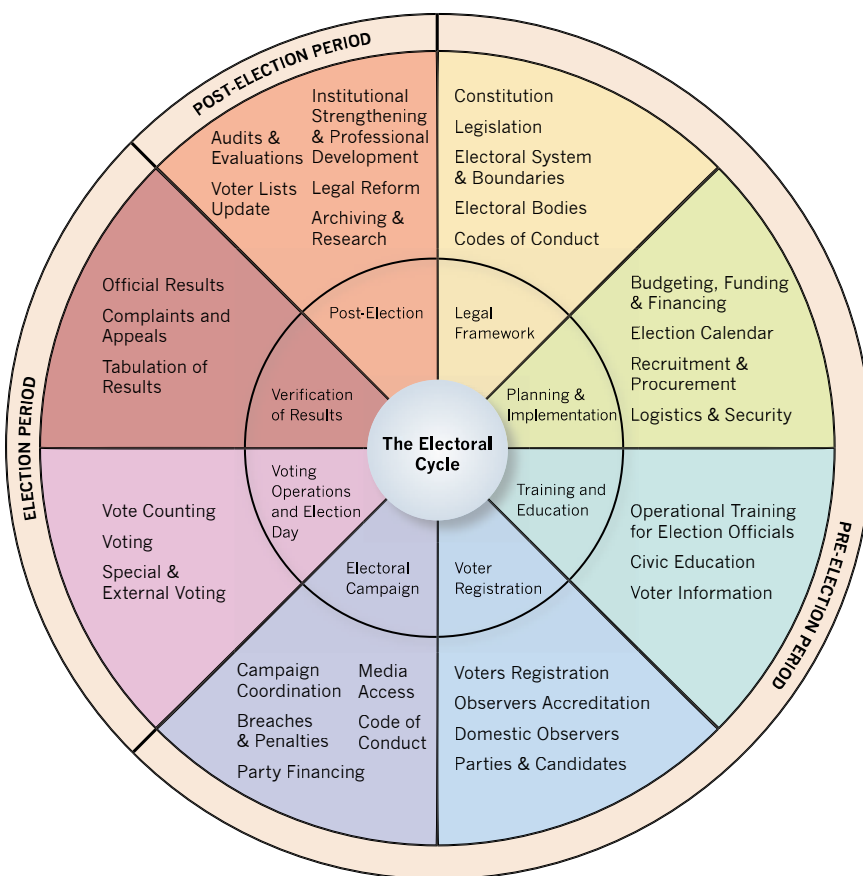 POST-ELECTION PERIOD
Institutional
Strengthening
& Professional
Development
Legal Reform
Archiving &
Research
Audits &
Evaluations
Voter Lists
Update
Post-Election
Constitution
Legislation
Electoral System
& Boundaries
Electoral Bodies
Codes of Conduct
Legal
Framework
Budgeting, Funding
& Financing
Election Calendar
Recruitment &
Procurement
Logistics & Security
Planning &
Implementation
The Electoral
Cycle
Training and
Education
Operational Training
for Election Officials
Civic Education
Voter Information
PRE-ELECTION PERIOD
Voter
Registration
Voters Registration
Observers Accreditation
Domestic Observers
Parties & Candidates
Electoral
Campaign
Campaign
Coordination
Breaches
& Penalties
Party Financing
Media
Access
Code of
Conduct
Voting
Operations
and Election
Day
Vote Counting
Voting
Special &
External Voting
ELECTION PERIOD
Verification
of Results
Official Results
Complaints and
Appeals
Tabulation of
Results